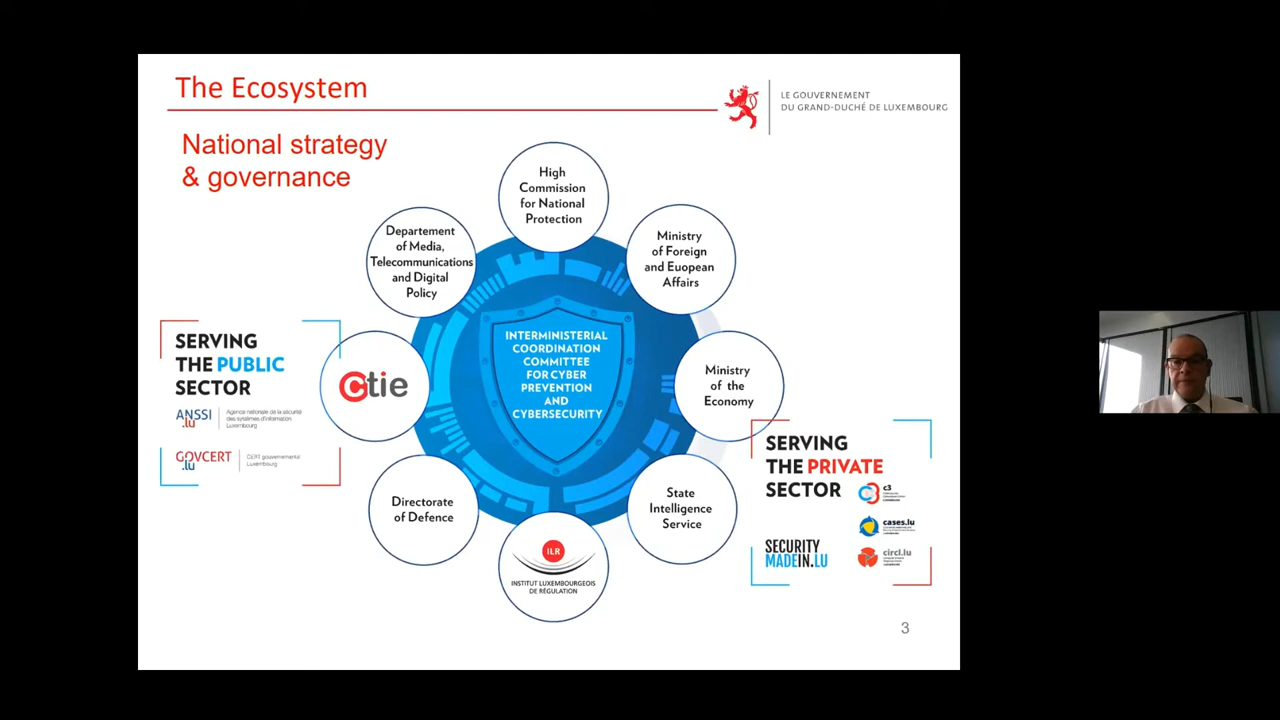 The Ecosystem
LE GOUVERNEMENT
DU GRAND-DUCHÉ DE LUXEMBOURG
National strategy
& governance
High
Commission
for National
Protection
Departement
of Media,
Telecommunications
and Digital
Policy
Ministry
of Foreign
and Euopean
Affairs
INTERMINISTERIAL
COORDINATION
COMMITTEE
FOR CYBER
PREVENTION
AND
CYBERSECURITY
SERVING
THE PUBLIC
SECTOR
ANSSI
.lu
Agence nationale de la sécurité
des systèmes d'information
Luxembourg
GOVCERT
.lu
CERT gouvernemental
Luxembourg
ctie
Ministry
of the
Economy
SERVING
THE PRIVATE
SECTOR
c3
cases.lu
circl.lu
SECURITY
MADEIN.LU
Directorate
of Defence
State
Intelligence
Service
ILR
INSTITUT LUXEMBOURGEOIS
DE RÉGULATION
3